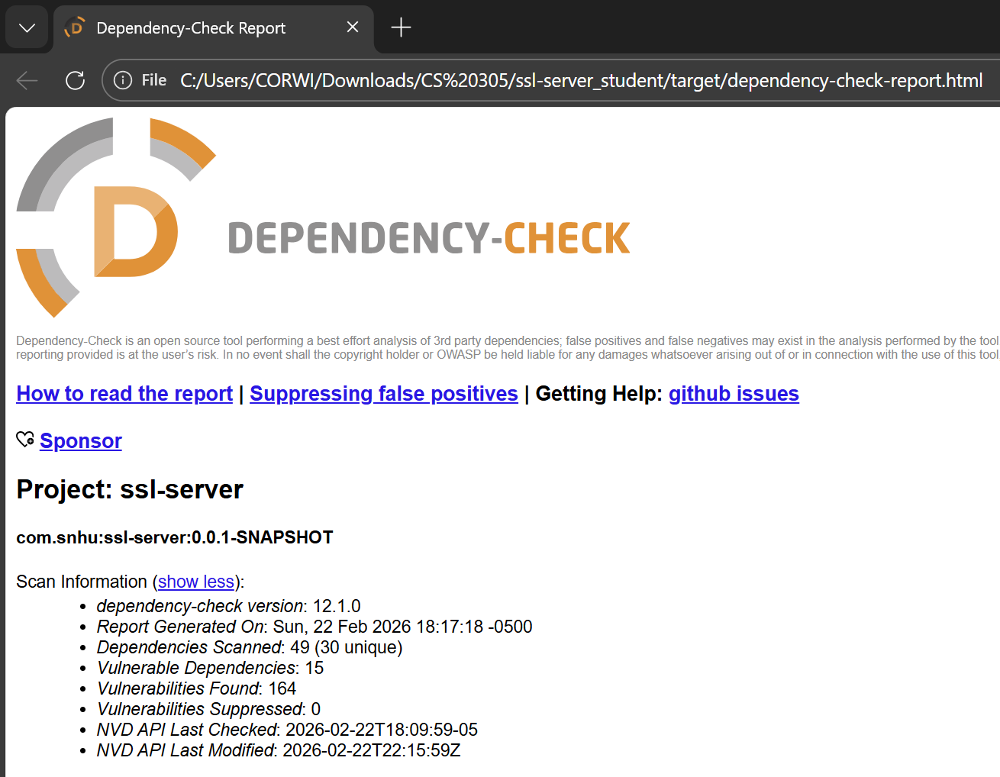 Dependency-Check Report
File C:/Users/CORWI/Downloads/CS%20305/ssl-server_student/target/dependency-check-report.html
D
DEPENDENCY-CHECK
Dependency-Check is an open source tool performing a best effort analysis of 3rd party dependencies; false positives and false negatives may exist in the analysis performed by the tool
reporting provided is at the user's risk. In no event shall the copyright holder or OWASP be held liable for any damages whatsoever arising out of or in connection with the use of this tool
How to read the report | Suppressing false positives | Getting Help: github issues
Sponsor
Project: ssl-server
com.snhu:ssl-server:0.0.1-SNAPSHOT
Scan Information (show less):
• dependency-check version: 12.1.0
• Report Generated On: Sun, 22 Feb 2026 18:17:18 -0500
• Dependencies Scanned: 49 (30 unique)
• Vulnerable Dependencies: 15
• Vulnerabilities Found: 164
• Vulnerabilities Suppressed: 0
• NVD API Last Checked: 2026-02-22T18:09:59-05
• NVD API Last Modified: 2026-02-22T22:15:59Z